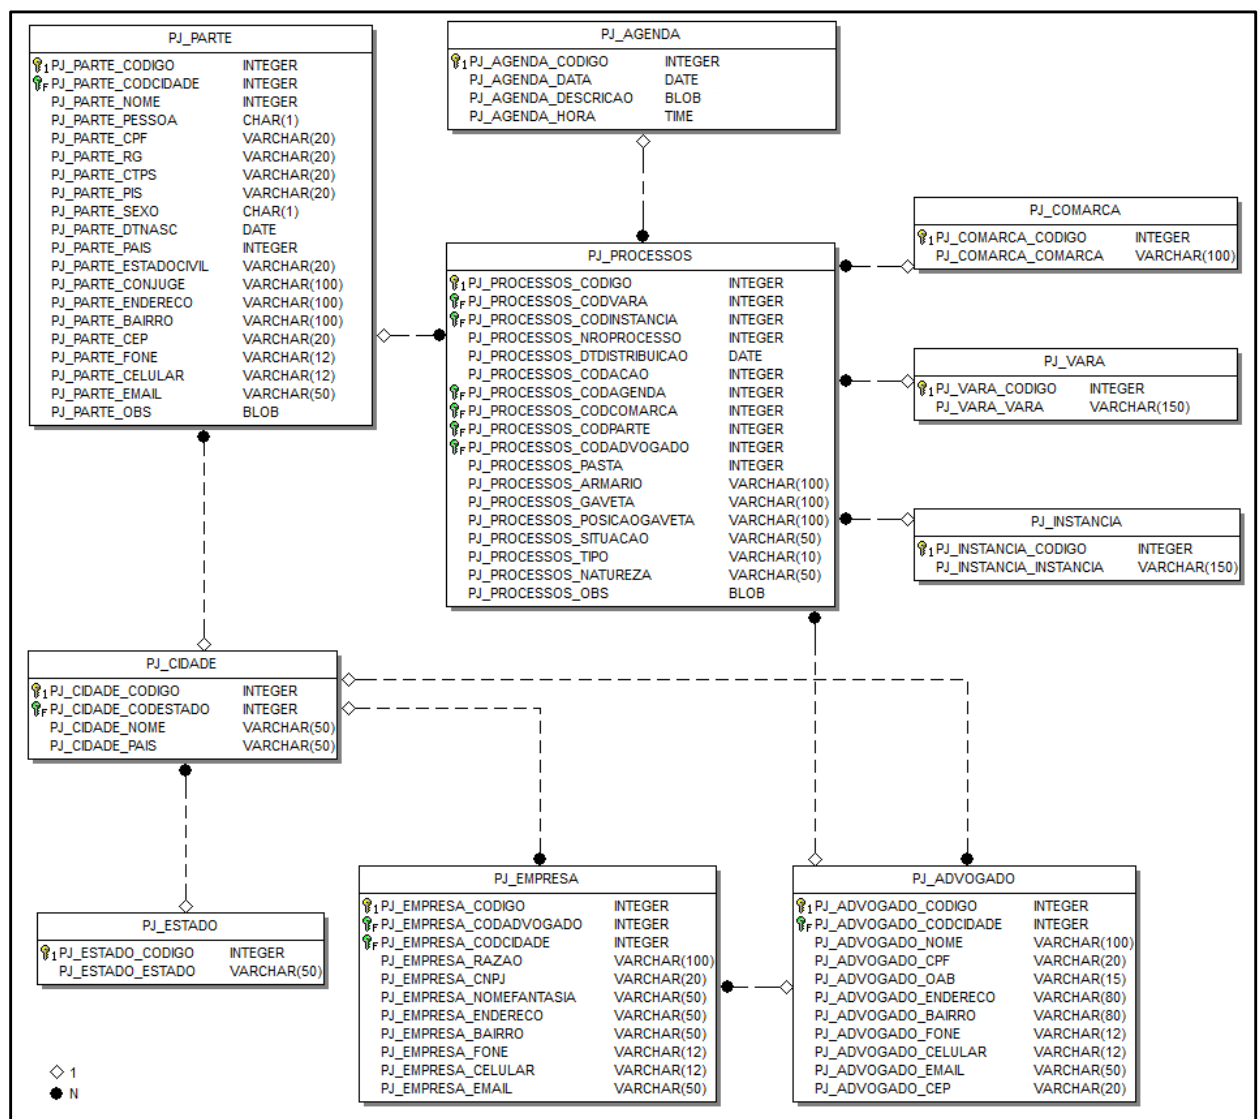 PJ_PARTE
1 PJ_PARTE_CODIGO INTEGER
F PJ_PARTE_CODCIDADE INTEGER
PJ_PARTE_NOME INTEGER
PJ_PARTE_PESSOA CHAR(1)
PJ_PARTE_CPF VARCHAR(20)
PJ_PARTE_RG VARCHAR(20)
PJ_PARTE_CTPS VARCHAR(20)
PJ_PARTE_PIS VARCHAR(20)
PJ_PARTE_SEXO CHAR(1)
PJ_PARTE_DTNASC DATE
PJ_PARTE_PAIS INTEGER
PJ_PARTE_ESTADOCIVIL VARCHAR(20)
PJ_PARTE_CONJUGE VARCHAR(100)
PJ_PARTE_ENDERECO VARCHAR(100)
PJ_PARTE_BAIRRO VARCHAR(100)
PJ_PARTE_CEP VARCHAR(20)
PJ_PARTE_FONE VARCHAR(12)
PJ_PARTE_CELULAR VARCHAR(12)
PJ_PARTE_EMAIL VARCHAR(50)
PJ_PARTE_OBS BLOB
PJ_AGENDA
1 PJ_AGENDA_CODIGO INTEGER
PJ_AGENDA_DATA DATE
PJ_AGENDA_DESCRICAO BLOB
PJ_AGENDA_HORA TIME
PJ_PROCESSOS
1 PJ_PROCESSOS_CODIGO INTEGER
F PJ_PROCESSOS_CODVARA INTEGER
F PJ_PROCESSOS_CODINSTANCIA INTEGER
PJ_PROCESSOS_NROPROCESSO INTEGER
PJ_PROCESSOS_DTDISTRIBUICAO DATE
PJ_PROCESSOS_CODACAO INTEGER
F PJ_PROCESSOS_CODAGENDA INTEGER
F PJ_PROCESSOS_CODCOMARCA INTEGER
F PJ_PROCESSOS_CODPARTE INTEGER
F PJ_PROCESSOS_CODADVOGADO INTEGER
PJ_PROCESSOS_PASTA INTEGER
PJ_PROCESSOS_ARMARIO VARCHAR(100)
PJ_PROCESSOS_GAVETA VARCHAR(100)
PJ_PROCESSOS_POSICAOGAVETA VARCHAR(100)
PJ_PROCESSOS_SITUACAO VARCHAR(50)
PJ_PROCESSOS_TIPO VARCHAR(10)
PJ_PROCESSOS_NATUREZA VARCHAR(50)
PJ_PROCESSOS_OBS BLOB
PJ_COMARCA
1 PJ_COMARCA_CODIGO INTEGER
PJ_COMARCA_COMARCA VARCHAR(100)
PJ_VARA
1 PJ_VARA_CODIGO INTEGER
PJ_VARA_VARA VARCHAR(150)
PJ_INSTANCIA
1 PJ_INSTANCIA_CODIGO INTEGER
PJ_INSTANCIA_INSTANCIA VARCHAR(150)
PJ_CIDADE
1 PJ_CIDADE_CODIGO INTEGER
F PJ_CIDADE_CODESTADO INTEGER
PJ_CIDADE_NOME VARCHAR(50)
PJ_CIDADE_PAIS VARCHAR(50)
PJ_ESTADO
1 PJ_ESTADO_CODIGO INTEGER
PJ_ESTADO_ESTADO VARCHAR(50)
PJ_EMPRESA
1 PJ_EMPRESA_CODIGO INTEGER
F PJ_EMPRESA_CODADVOGADO INTEGER
F PJ_EMPRESA_CODCIDADE INTEGER
PJ_EMPRESA_RAZAO VARCHAR(100)
PJ_EMPRESA_CNPJ VARCHAR(20)
PJ_EMPRESA_NOMEFANTASIA VARCHAR(50)
PJ_EMPRESA_ENDERECO VARCHAR(50)
PJ_EMPRESA_BAIRRO VARCHAR(50)
PJ_EMPRESA_FONE VARCHAR(12)
PJ_EMPRESA_CELULAR VARCHAR(12)
PJ_EMPRESA_EMAIL VARCHAR(50)
PJ_ADVOGADO
1 PJ_ADVOGADO_CODIGO INTEGER
F PJ_ADVOGADO_CODCIDADE INTEGER
PJ_ADVOGADO_NOME VARCHAR(100)
PJ_ADVOGADO_CPF VARCHAR(20)
PJ_ADVOGADO_OAB VARCHAR(15)
PJ_ADVOGADO_ENDERECO VARCHAR(80)
PJ_ADVOGADO_BAIRRO VARCHAR(80)
PJ_ADVOGADO_FONE VARCHAR(12)
PJ_ADVOGADO_CELULAR VARCHAR(12)
PJ_ADVOGADO_EMAIL VARCHAR(50)
PJ_ADVOGADO_CEP VARCHAR(20)
1
N